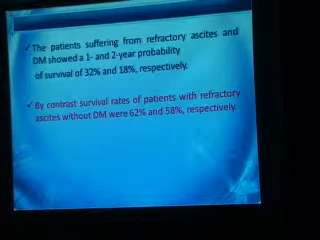 ✓ The patients suffering from refractory ascites and
DM showed a 1- and 2-year probability
of survival of 32% and 18%, respectively.
✓ By contrast survival rates of patients with refractory
ascites without DM were 62% and 58%, respectively.